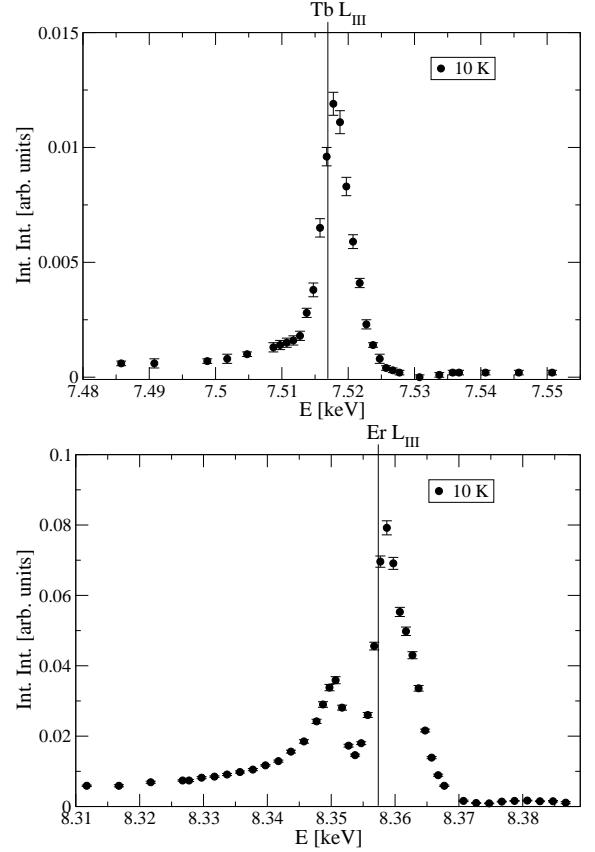 Tb L_III
0.015
10 K
0.01
0.005
0
Int. Int. [arb. units]
7.48 7.49 7.5 7.51 7.52 7.53 7.54 7.55
E [keV]
Er L_III
0.1
10 K
0.08
0.06
0.04
0.02
0
Int. Int. [arb. units]
8.31 8.32 8.33 8.34 8.35 8.36 8.37 8.38
E [keV]